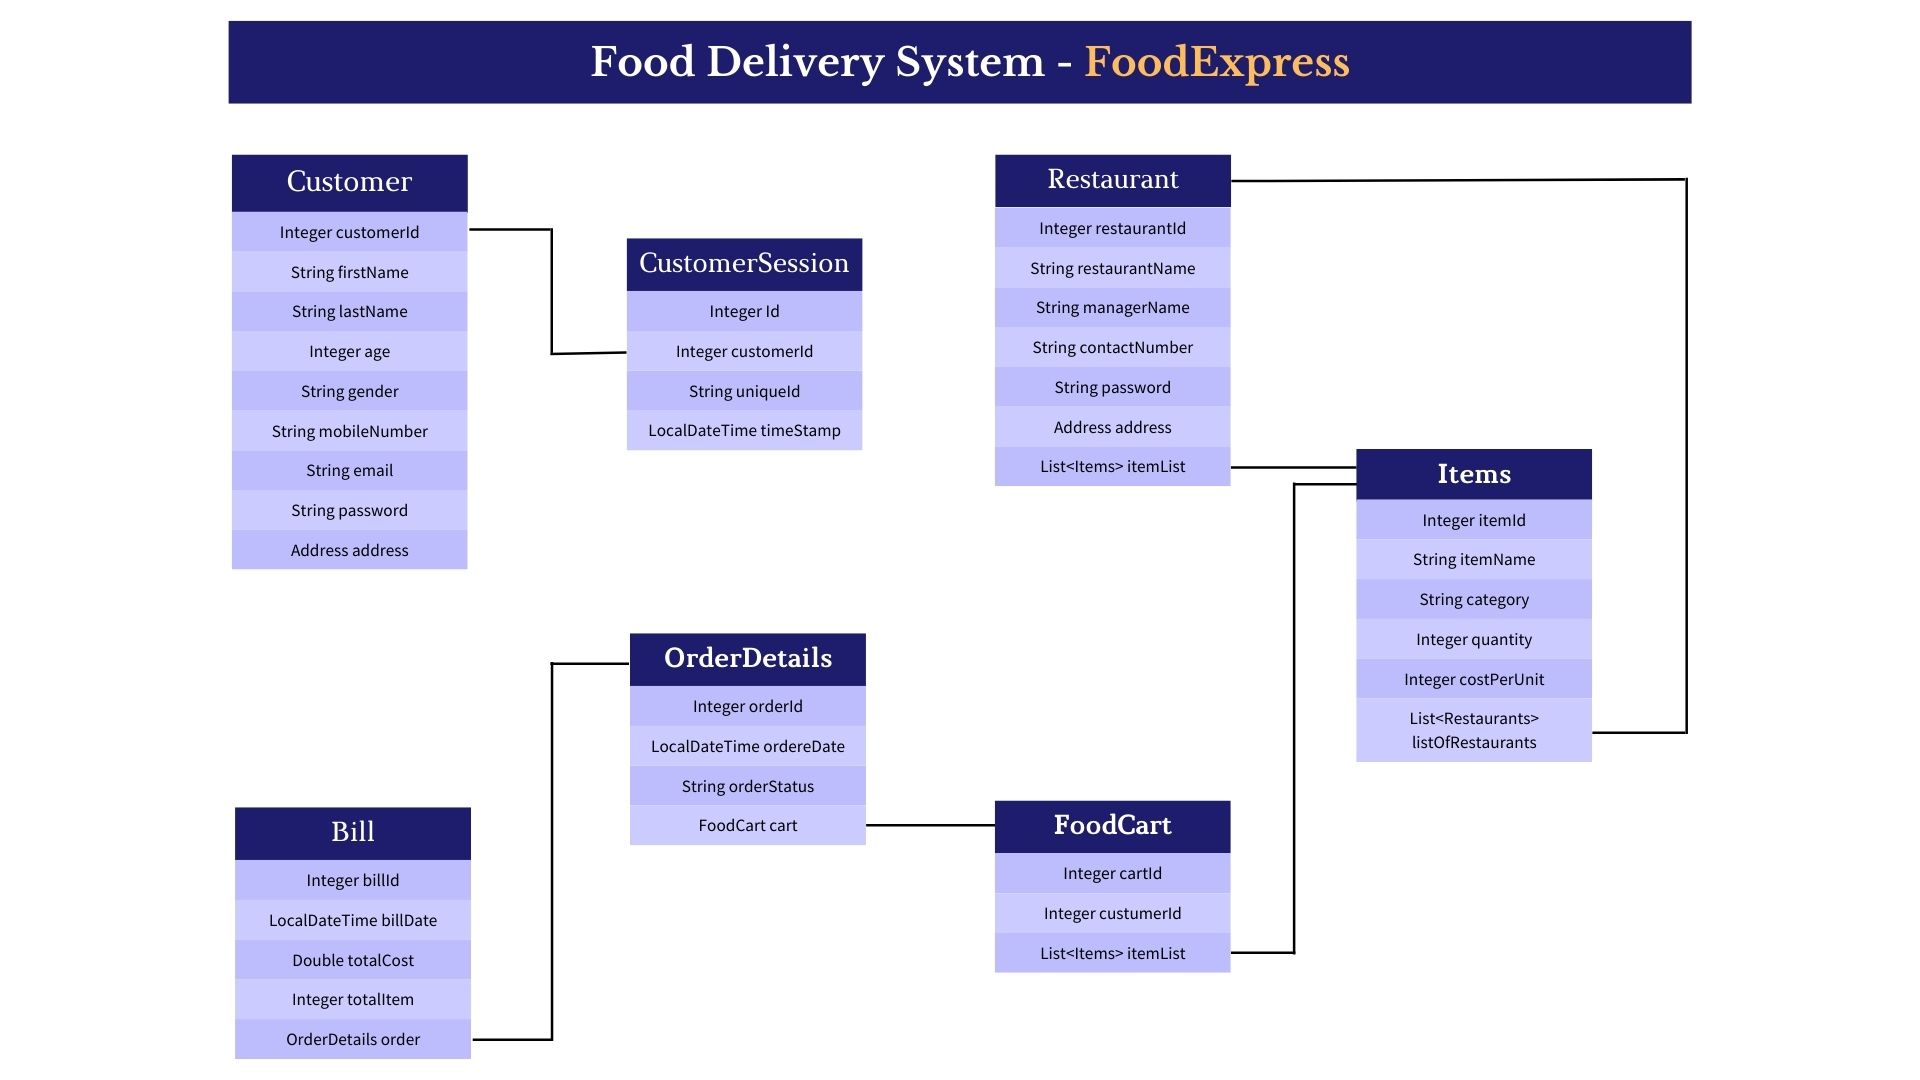 Food Delivery System - FoodExpress
Customer
Integer customerId
String firstName
String lastName
Integer age
String gender
String mobileNumber
String email
String password
Address address
CustomerSession
Integer Id
Integer customerId
String uniqueId
LocalDateTime timeStamp
Restaurant
Integer restaurantId
String restaurantName
String managerName
String contactNumber
String password
Address address
List<Items> itemList
Items
Integer itemId
String itemName
String category
Integer quantity
Integer costPerUnit
List<Restaurants>
listOfRestaurants
OrderDetails
Integer orderId
LocalDateTime ordereDate
String orderStatus
FoodCart cart
Bill
Integer billId
LocalDateTime billDate
Double totalCost
Integer totalItem
OrderDetails order
FoodCart
Integer cartId
Integer custumerId
List<Items> itemList